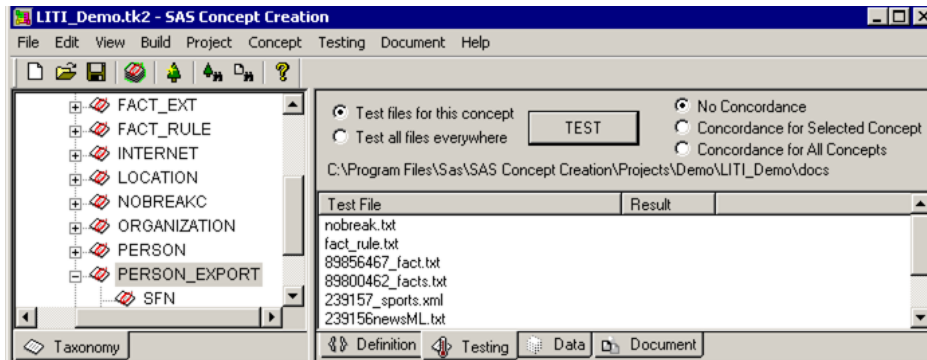 LITI_Demo.tk2 - SAS Concept Creation
File Edit View Build Project Concept Testing Document Help
FACT_EXT
FACT_RULE
INTERNET
LOCATION
NOBREAKC
ORGANIZATION
PERSON
PERSON_EXPORT
SFN
Taxonomy
Test files for this concept
Test all files everywhere
TEST
No Concordance
Concordance for Selected Concept
Concordance for All Concepts
C:\Program Files\Sas\SAS Concept Creation\Projects\Demo\LITI_Demo\docs
Test File Result
nobreak.txt
fact_rule.txt
89856467_fact.txt
89800462_facts.txt
239157_sports.xml
239156newsML.txt
Definition Testing Data Document